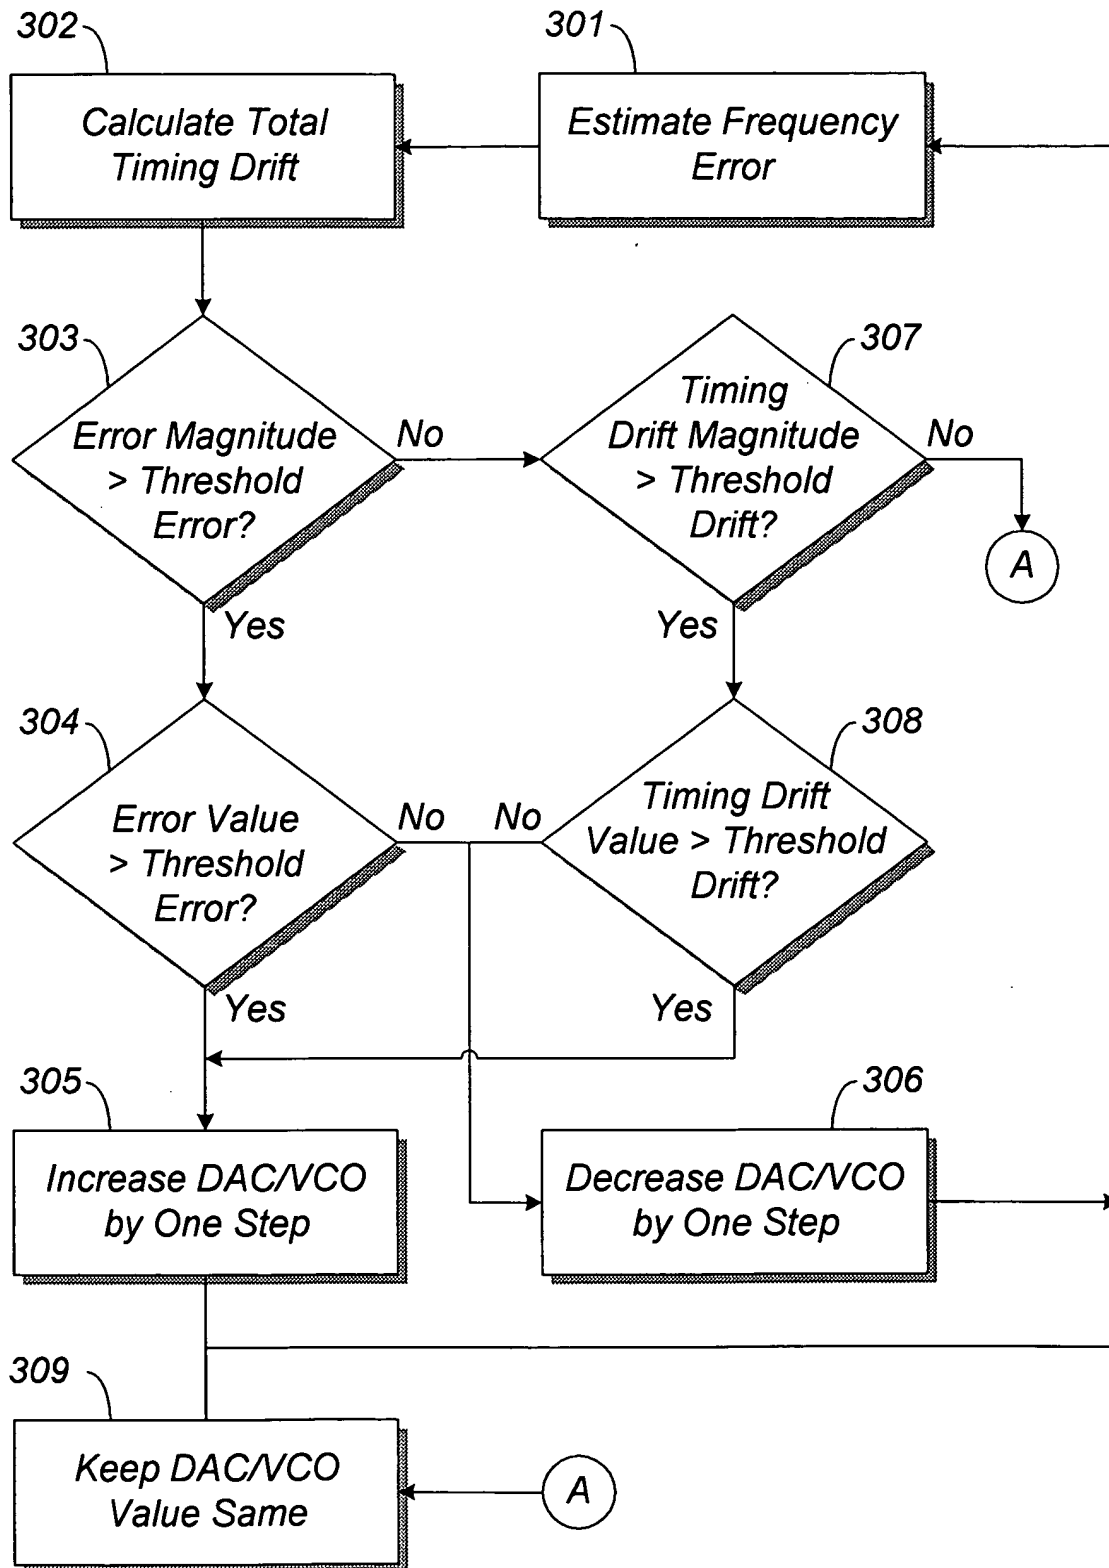 302
301
Calculate Total
Timing Drift
Estimate Frequency
Error
303
307
Error Magnitude
> Threshold
Error?
No
Timing
Drift Magnitude
> Threshold
Drift?
No
A
Yes
Yes
304
308
Error Value
> Threshold
Error?
No
No
Timing Drift
Value > Threshold
Drift?
Yes
Yes
305
306
Increase DAC/VCO
by One Step
Decrease DAC/VCO
by One Step
309
Keep DAC/VCO
Value Same
A